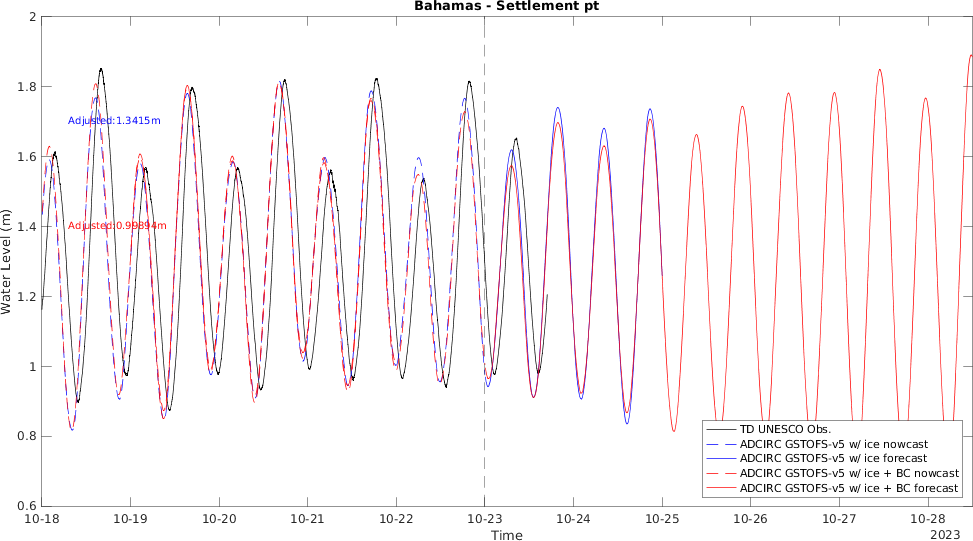 Bahamas - Settlement pt
2
1.8
1.6
1.4
1.2
1
0.8
0.6
Water Level (m)
Adjusted:1.3415m
Adjusted:0.99894m
TD UNESCO Obs.
ADCIRC GSTOFS-v5 w/ ice nowcast
ADCIRC GSTOFS-v5 w/ ice forecast
ADCIRC GSTOFS-v5 w/ ice + BC nowcast
ADCIRC GSTOFS-v5 w/ ice + BC forecast
10-18 10-19 10-20 10-21 10-22 10-23 10-24 10-25 10-26 10-27 10-28
Time
2023